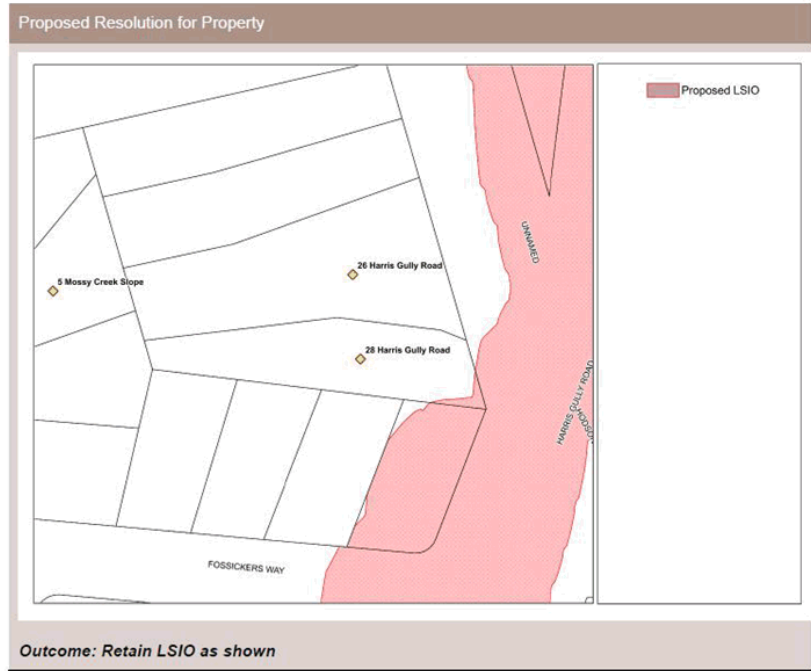 Proposed Resolution for Property
Proposed LSIO
UNNAMED
26 Harris Gully Road
5 Mossy Creek Slope
28 Harris Gully Road
HARRIS GULLY ROAD
HODSON
FOSSICKERS WAY
Outcome: Retain LSIO as shown